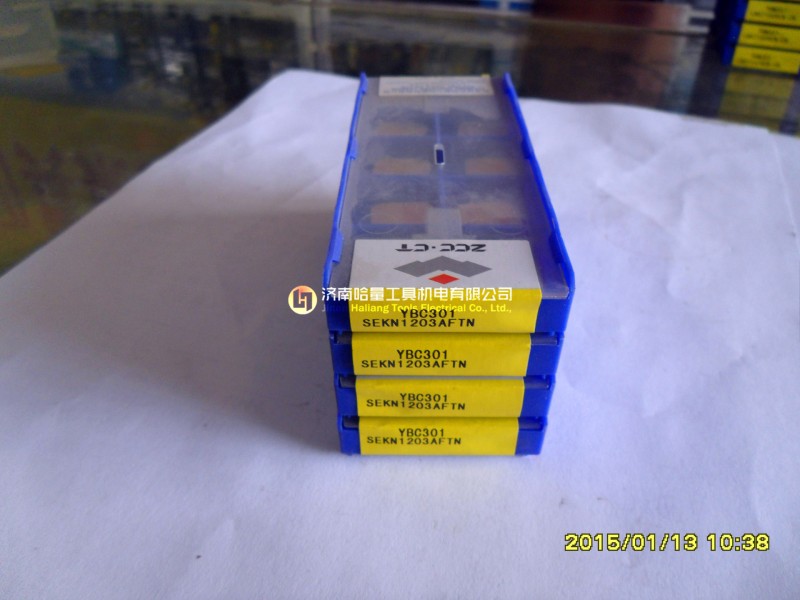 ZCC·CT
济南哈量工具机电有限公司
Jinan Haliang Tools Electrical Co., Ltd.,
YBC301
SEKN1203AFTN
YBC301
SEKN1203AFTN
YBC301
SEKN1203AFTN
YBC301
SEKN1203AFTN
2015/01/13 10:38